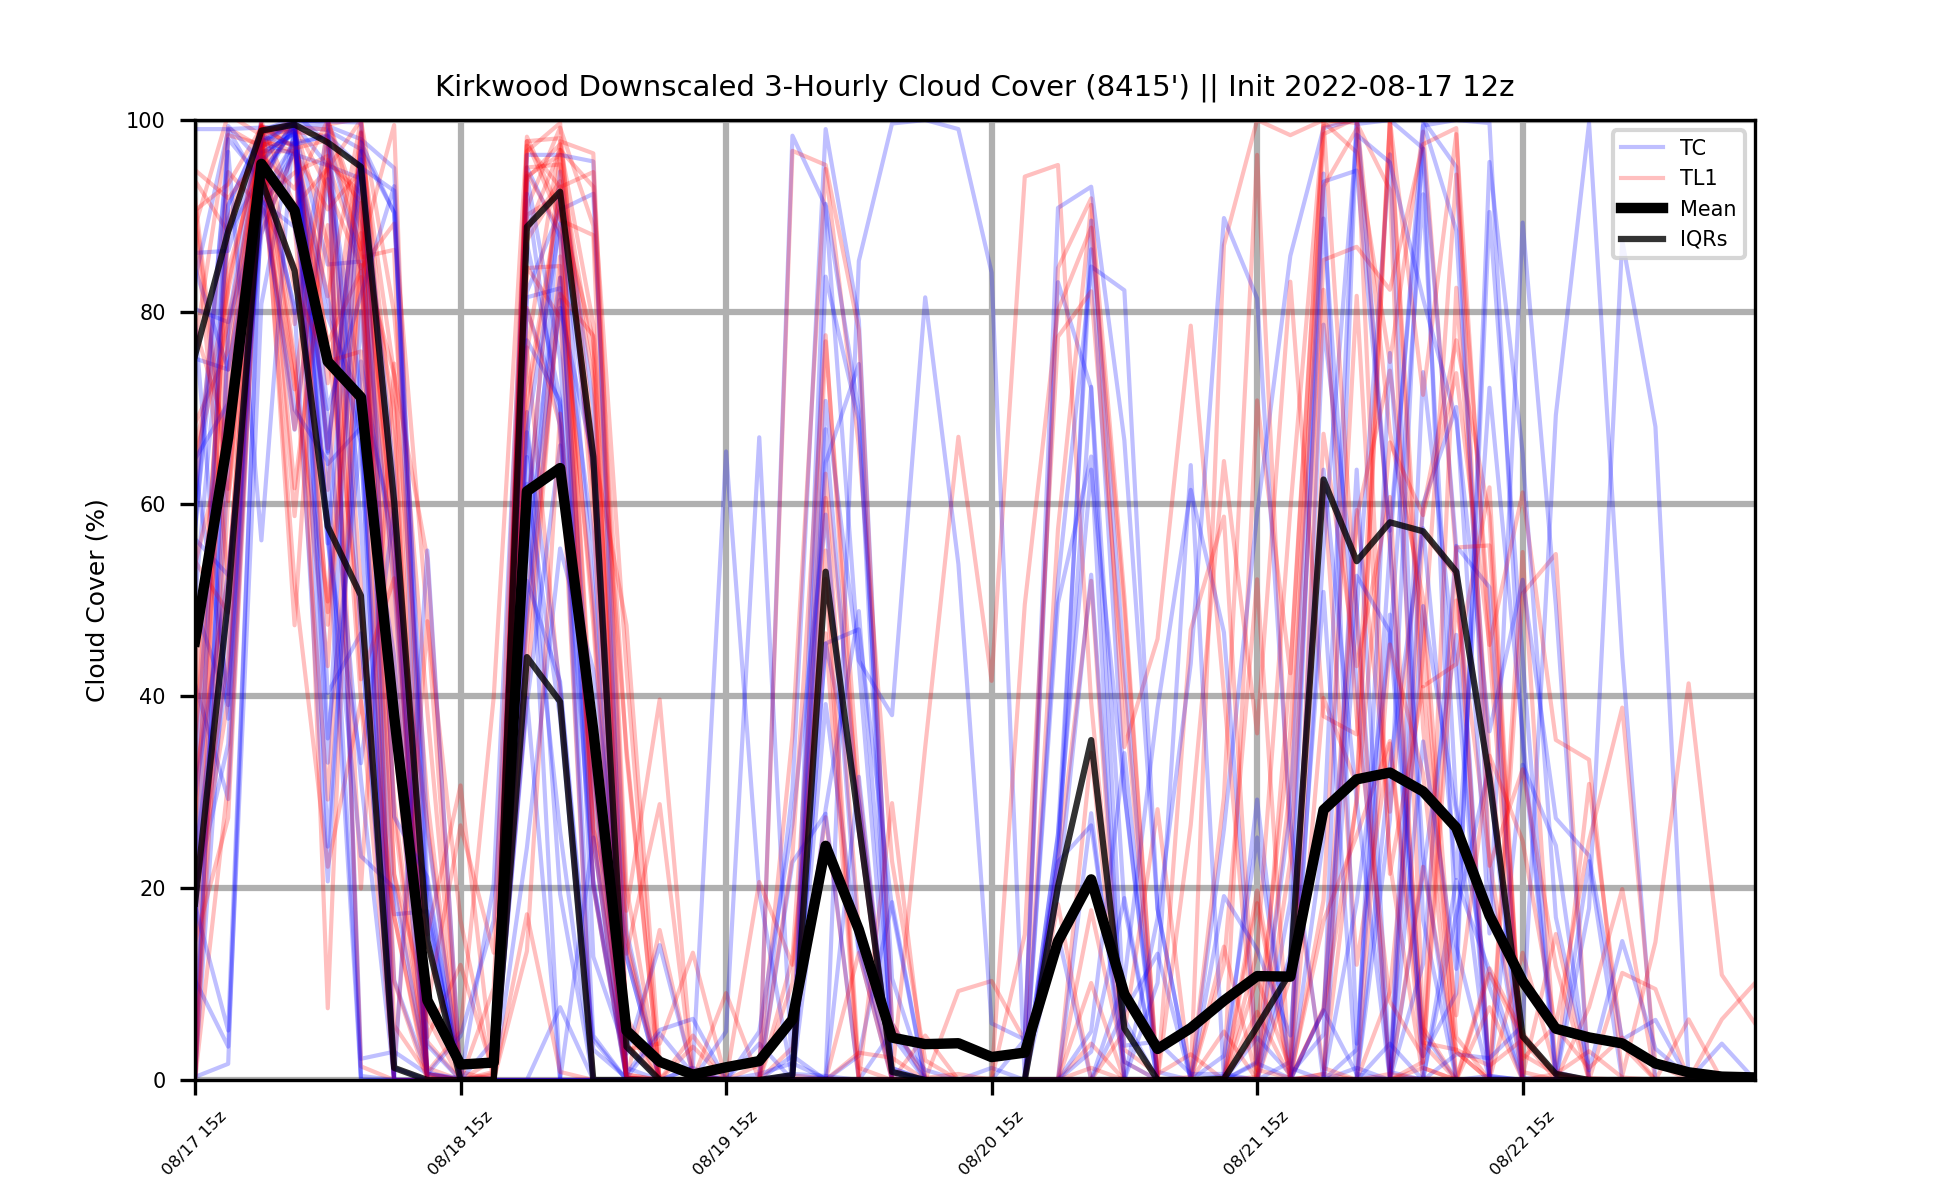 Kirkwood Downscaled 3-Hourly Cloud Cover (8415') || Init 2022-08-17 12z
Cloud Cover (%)
100
80
60
40
20
0
TC
TL1
Mean
IQRs
08/17 15z
08/18 15z
08/19 15z
08/20 15z
08/21 15z
08/22 15z